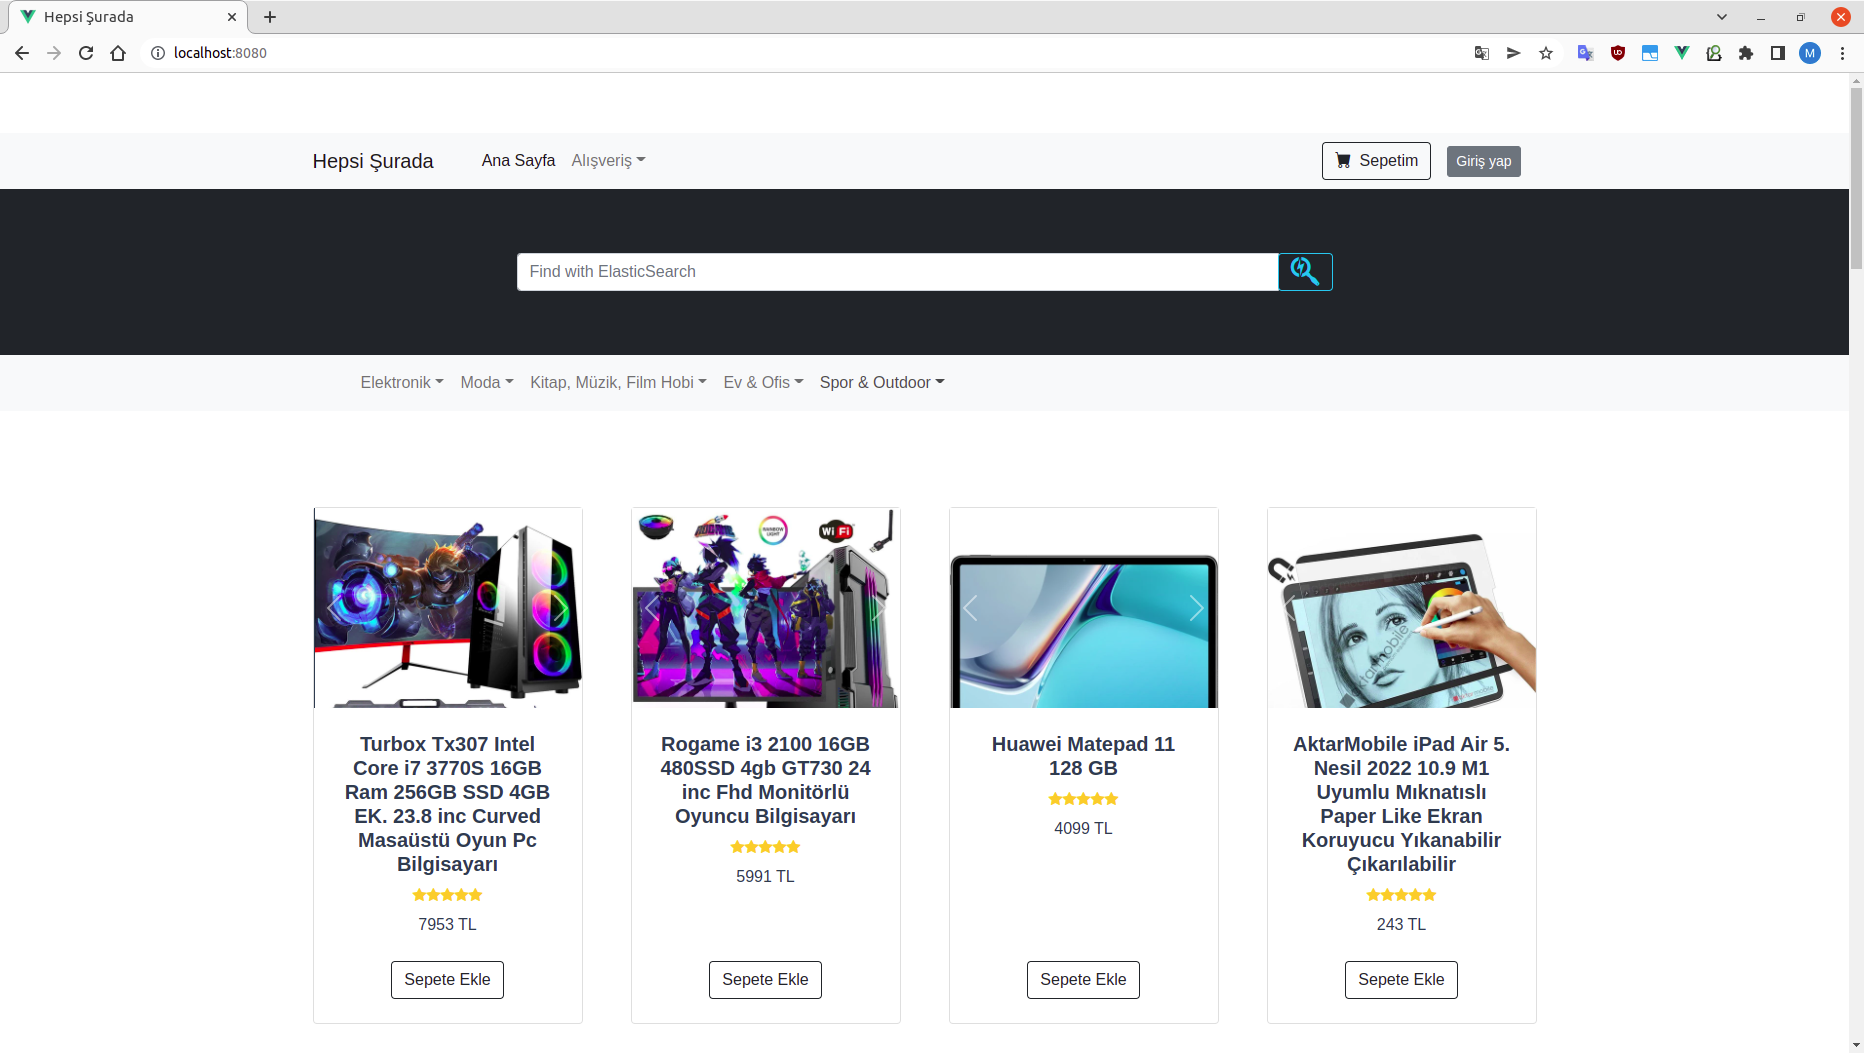 Hepsi Şurada
localhost:8080
M
Hepsi Şurada
Ana Sayfa
Alışveriş
Sepetim
Giriş yap
Find with ElasticSearch
Elektronik
Moda
Kitap, Müzik, Film Hobi
Ev & Ofis
Spor & Outdoor
RAINBOW
LIGHT
WiFi
aktarmobile
aktarmobile
Turbox Tx307 Intel
Core i7 3770S 16GB
Ram 256GB SSD 4GB
EK. 23.8 inc Curved
Masaüstü Oyun Pc
Bilgisayarı
7953 TL
Sepete Ekle
Rogame i3 2100 16GB
480SSD 4gb GT730 24
inc Fhd Monitörlü
Oyuncu Bilgisayarı
5991 TL
Sepete Ekle
Huawei Matepad 11
128 GB
4099 TL
Sepete Ekle
AktarMobile iPad Air 5.
Nesil 2022 10.9 M1
Uyumlu Mıknatıslı
Paper Like Ekran
Koruyucu Yıkanabilir
Çıkarılabilir
243 TL
Sepete Ekle